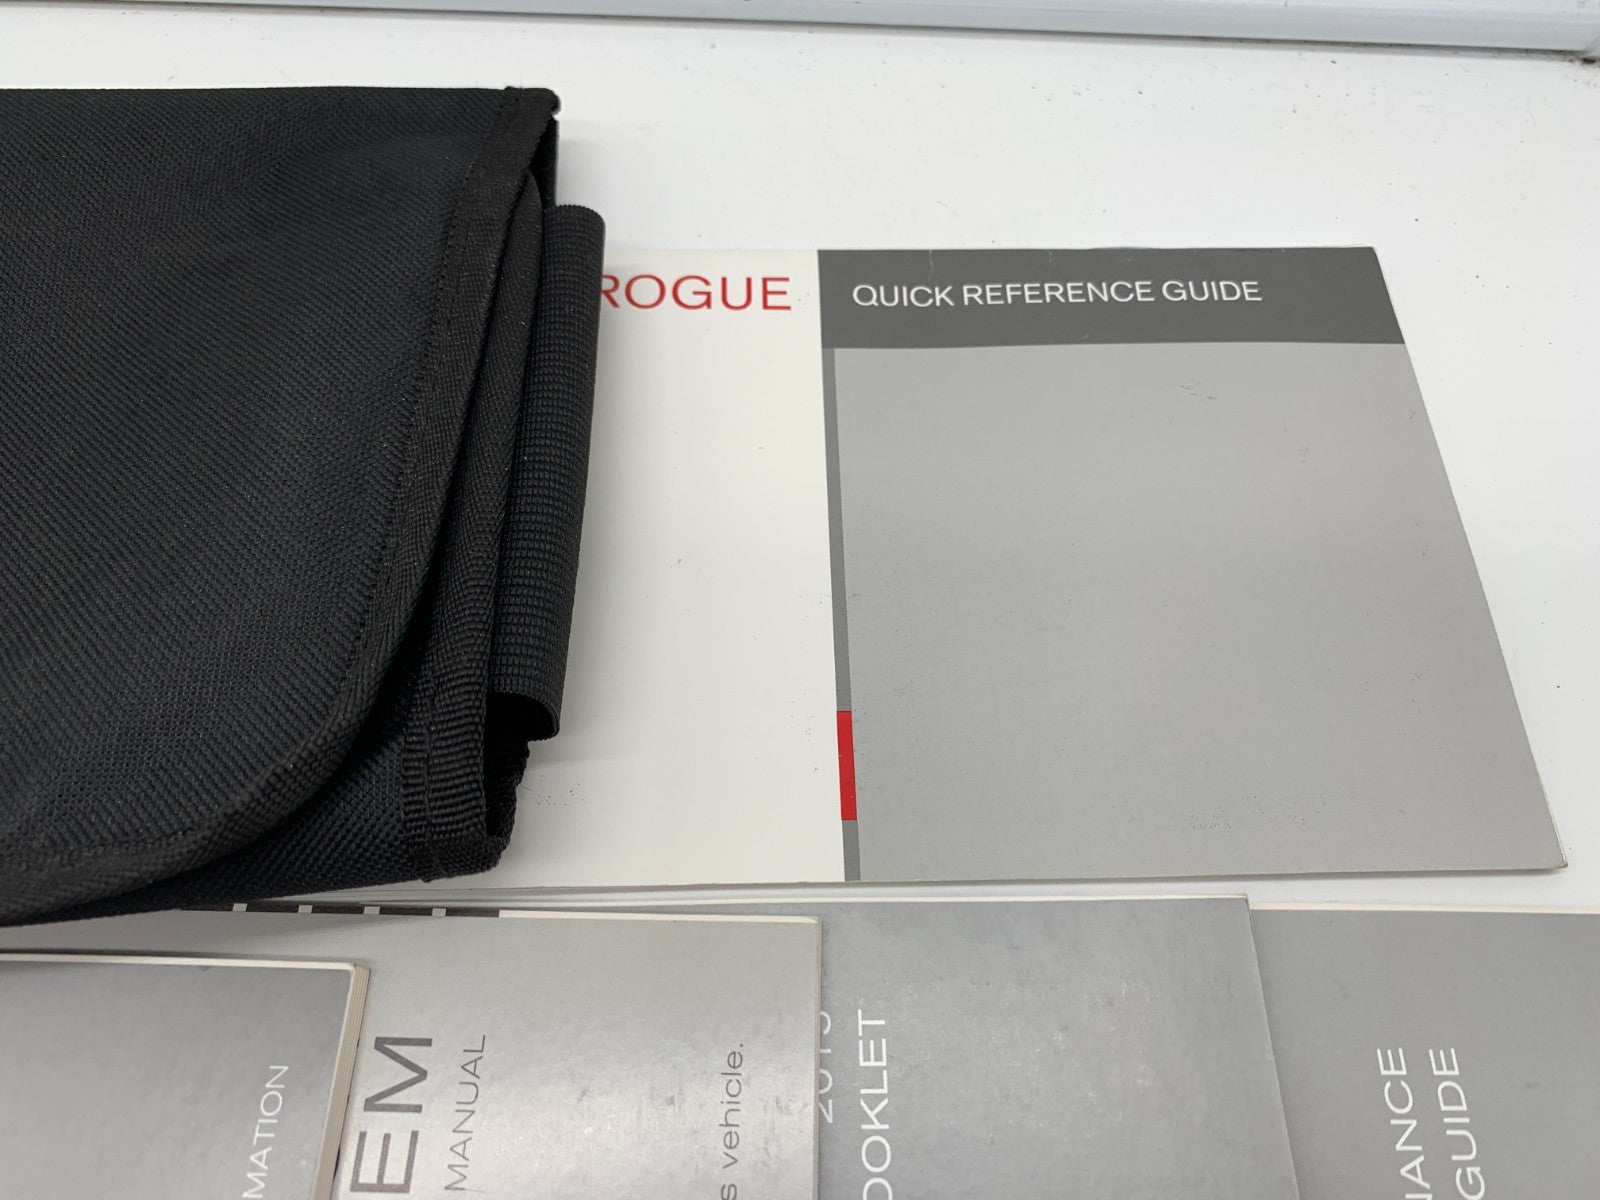 ROGUE
QUICK REFERENCE GUIDE
MATION
EM
MANUAL
s vehicle.
OOKLET
NANCE
GUIDE